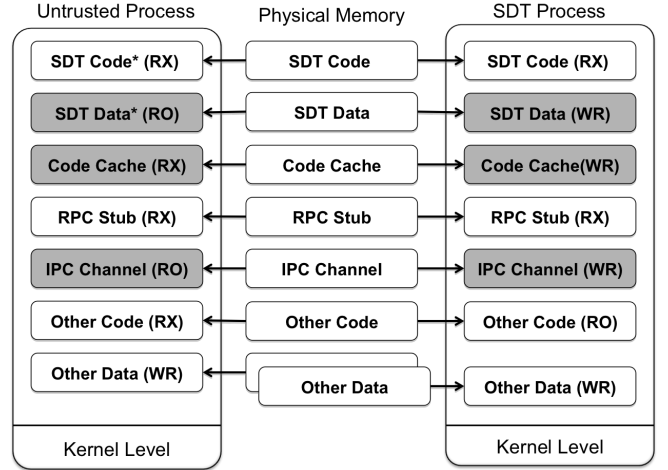 Untrusted Process Physical Memory SDT Process
SDT Code* (RX) SDT Code SDT Code (RX)
SDT Data* (RO) SDT Data SDT Data (WR)
Code Cache (RX) Code Cache Code Cache(WR)
RPC Stub (RX) RPC Stub RPC Stub (RX)
IPC Channel (RO) IPC Channel IPC Channel (WR)
Other Code (RX) Other Code Other Code (RO)
Other Data (WR) Other Data Other Data (WR)
Kernel Level Kernel Level